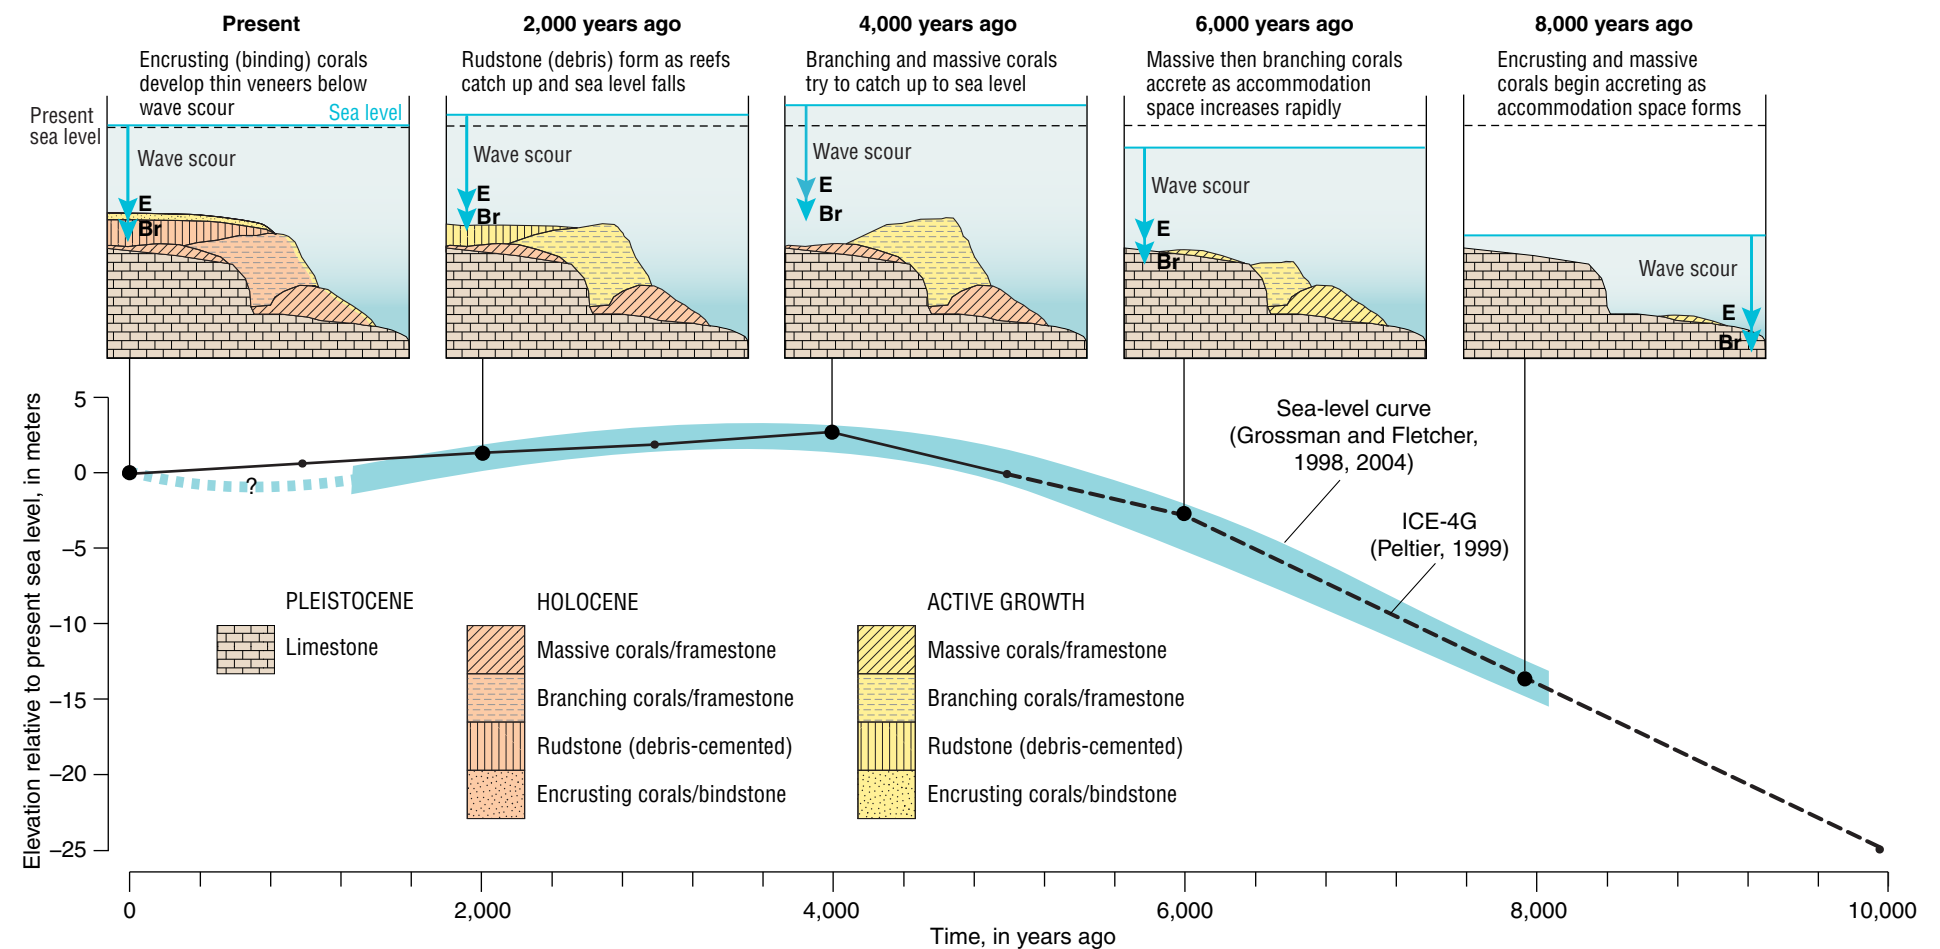 Present
Encrusting (binding) corals
develop thin veneers below
wave scour
2,000 years ago
Rudstone (debris) form as reefs
catch up and sea level falls
4,000 years ago
Branching and massive corals
try to catch up to sea level
6,000 years ago
Massive then branching corals
accrete as accommodation
space increases rapidly
8,000 years ago
Encrusting and massive
corals begin accreting as
accommodation space forms
Present
sea level
Sea level
Wave scour
E
Br
Wave scour
E
Br
Wave scour
E
Br
Wave scour
E
Br
Wave scour
E
Br
Elevation relative to present sea level, in meters
5
0
–5
–10
–15
–20
–25
?
Sea-level curve
(Grossman and Fletcher,
1998, 2004)
ICE-4G
(Peltier, 1999)
PLEISTOCENE
Limestone
HOLOCENE
Massive corals/framestone
Branching corals/framestone
Rudstone (debris-cemented)
Encrusting corals/bindstone
ACTIVE GROWTH
Massive corals/framestone
Branching corals/framestone
Rudstone (debris-cemented)
Encrusting corals/bindstone
0
2,000
4,000
6,000
8,000
10,000
Time, in years ago